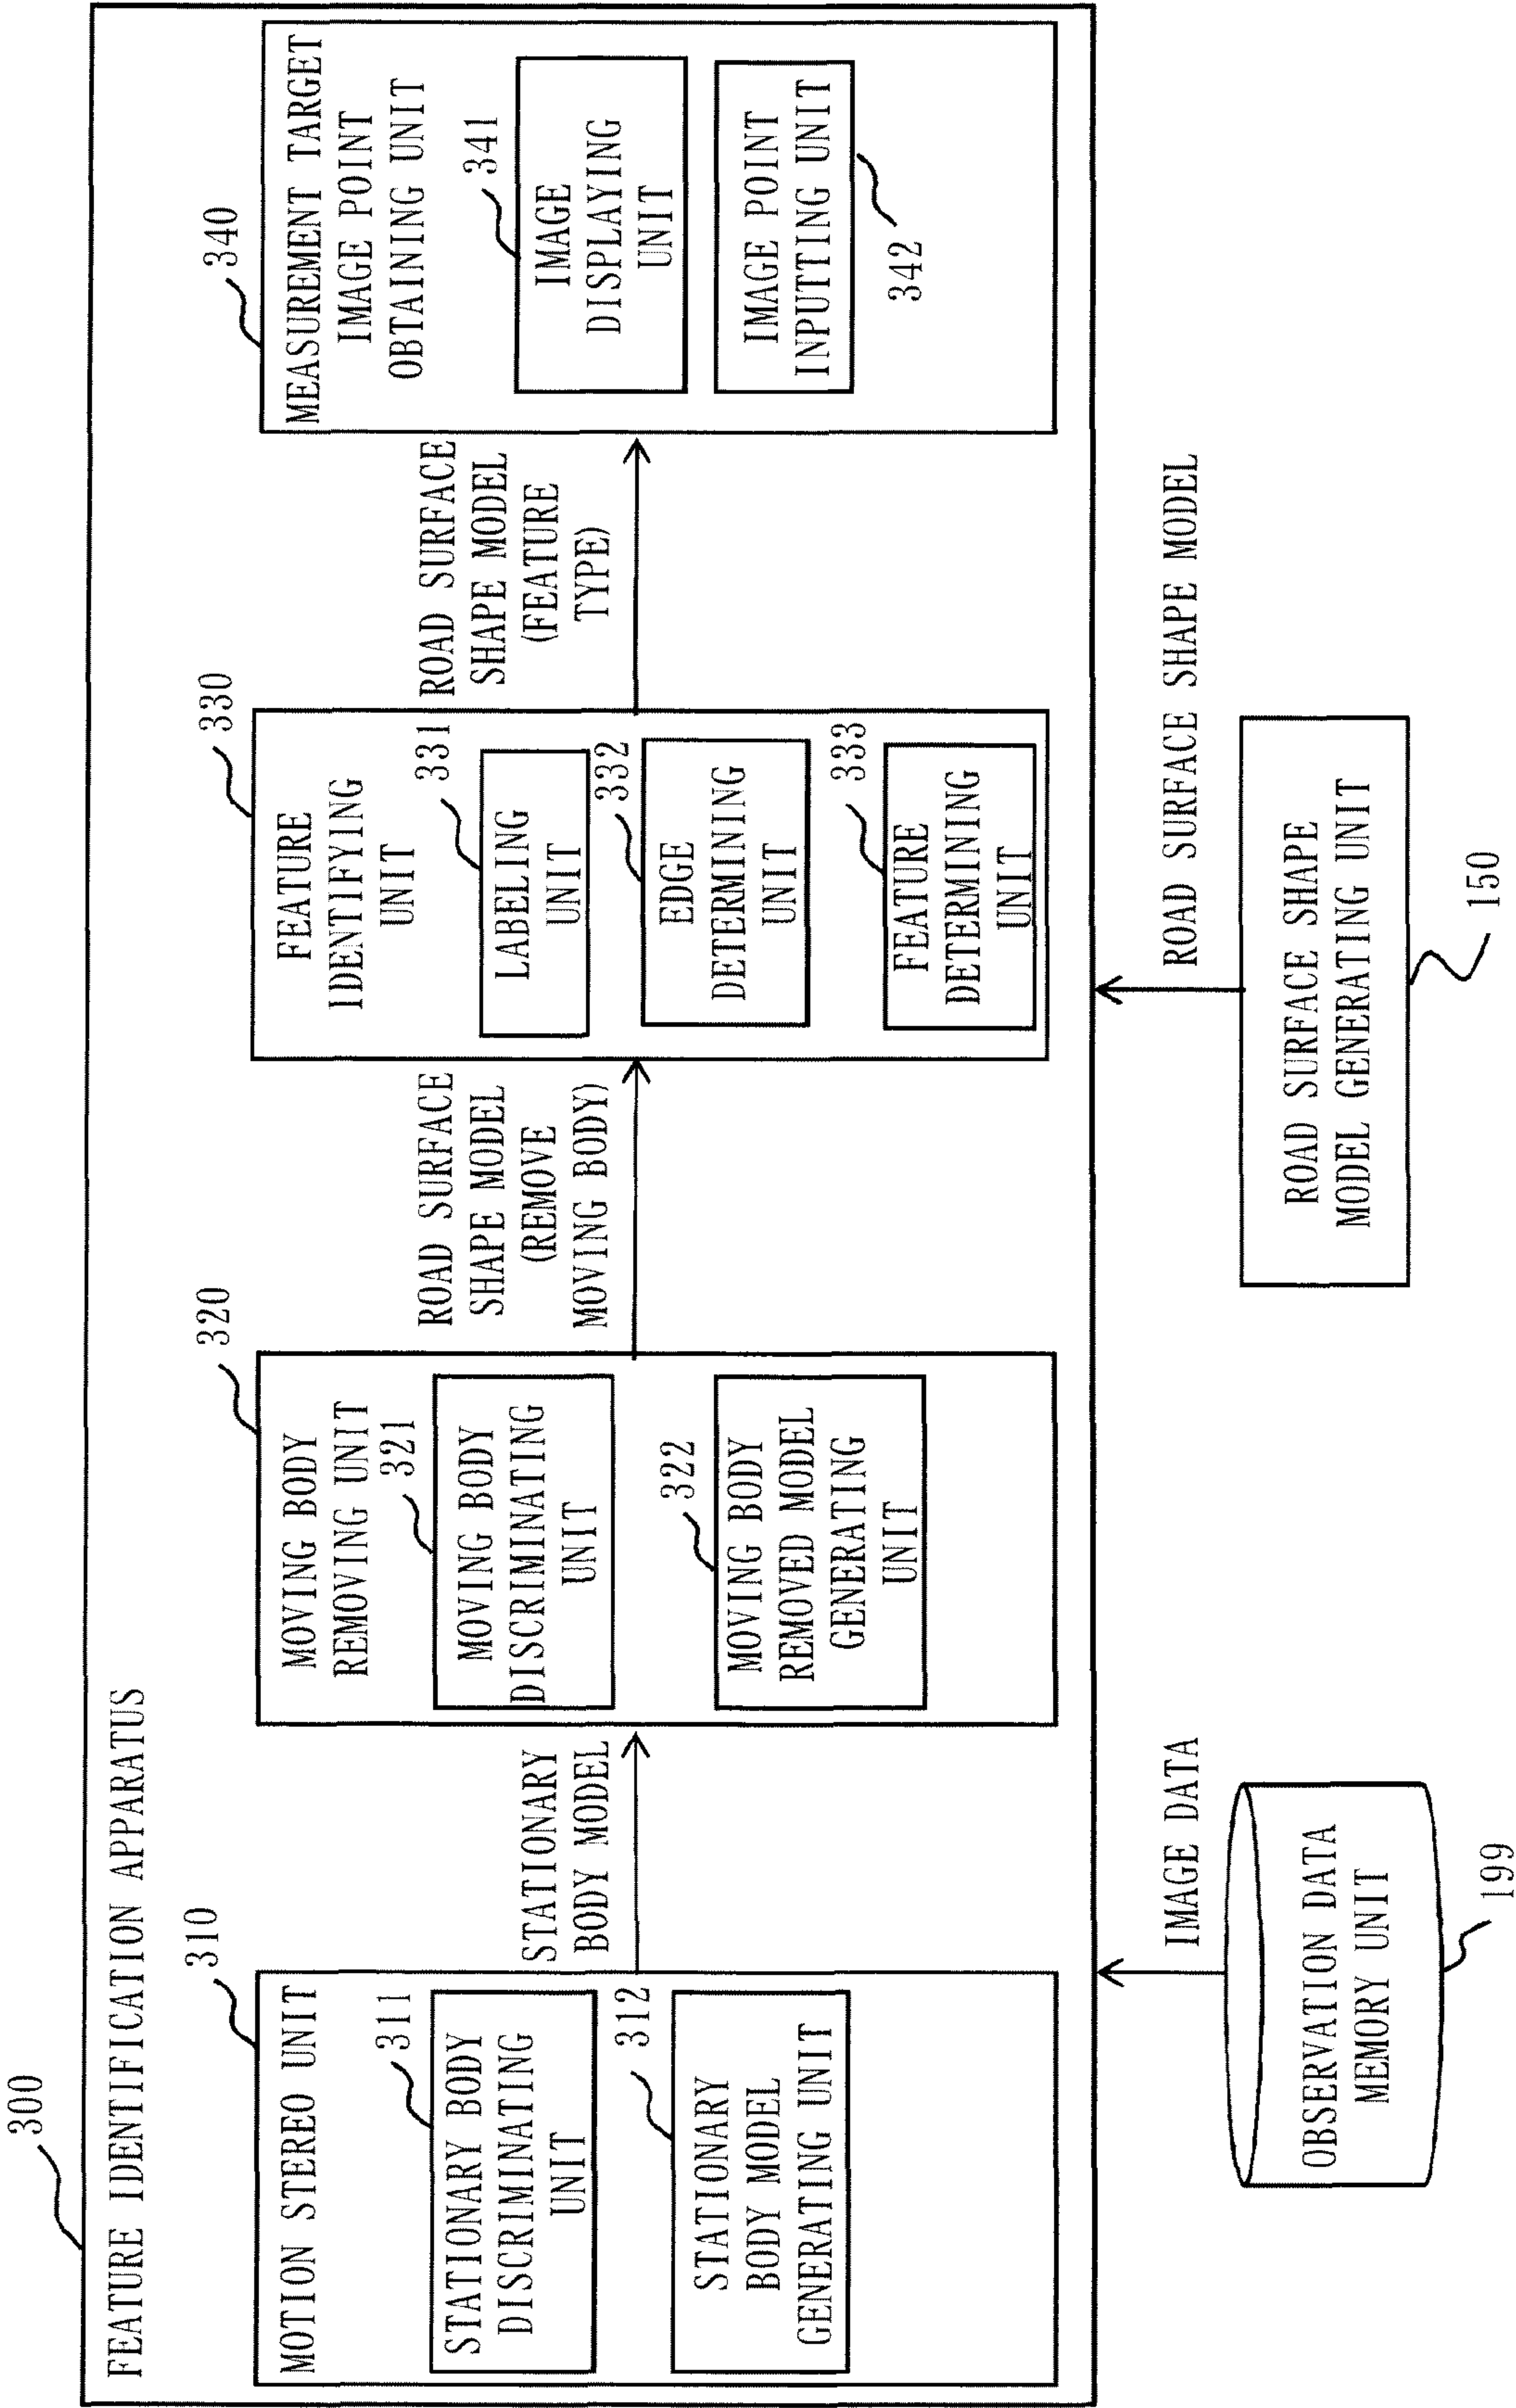 300
FEATURE IDENTIFICATION APPARATUS
310
MOTION STEREO UNIT
311
STATIONARY BODY
DISCRIMINATING
UNIT
312
STATIONARY
BODY MODEL
GENERATING UNIT
STATIONARY
BODY MODEL
320
MOVING BODY
REMOVING UNIT
321
MOVING BODY
DISCRIMINATING
UNIT
322
MOVING BODY
REMOVED MODEL
GENERATING
UNIT
ROAD SURFACE
SHAPE MODEL
(REMOVE
MOVING BODY)
330
FEATURE
IDENTIFYING
UNIT
331
LABELING
UNIT
332
EDGE
DETERMINING
UNIT
333
FEATURE
DETERMINING
UNIT
ROAD SURFACE
SHAPE MODEL
(FEATURE
TYPE)
340
MEASUREMENT TARGET
IMAGE POINT
OBTAINING UNIT
341
IMAGE
DISPLAYING
UNIT
IMAGE POINT
INPUTTING UNIT
342
IMAGE DATA
OBSERVATION DATA
MEMORY UNIT
199
ROAD SURFACE SHAPE MODEL
ROAD SURFACE SHAPE
MODEL GENERATING UNIT
150